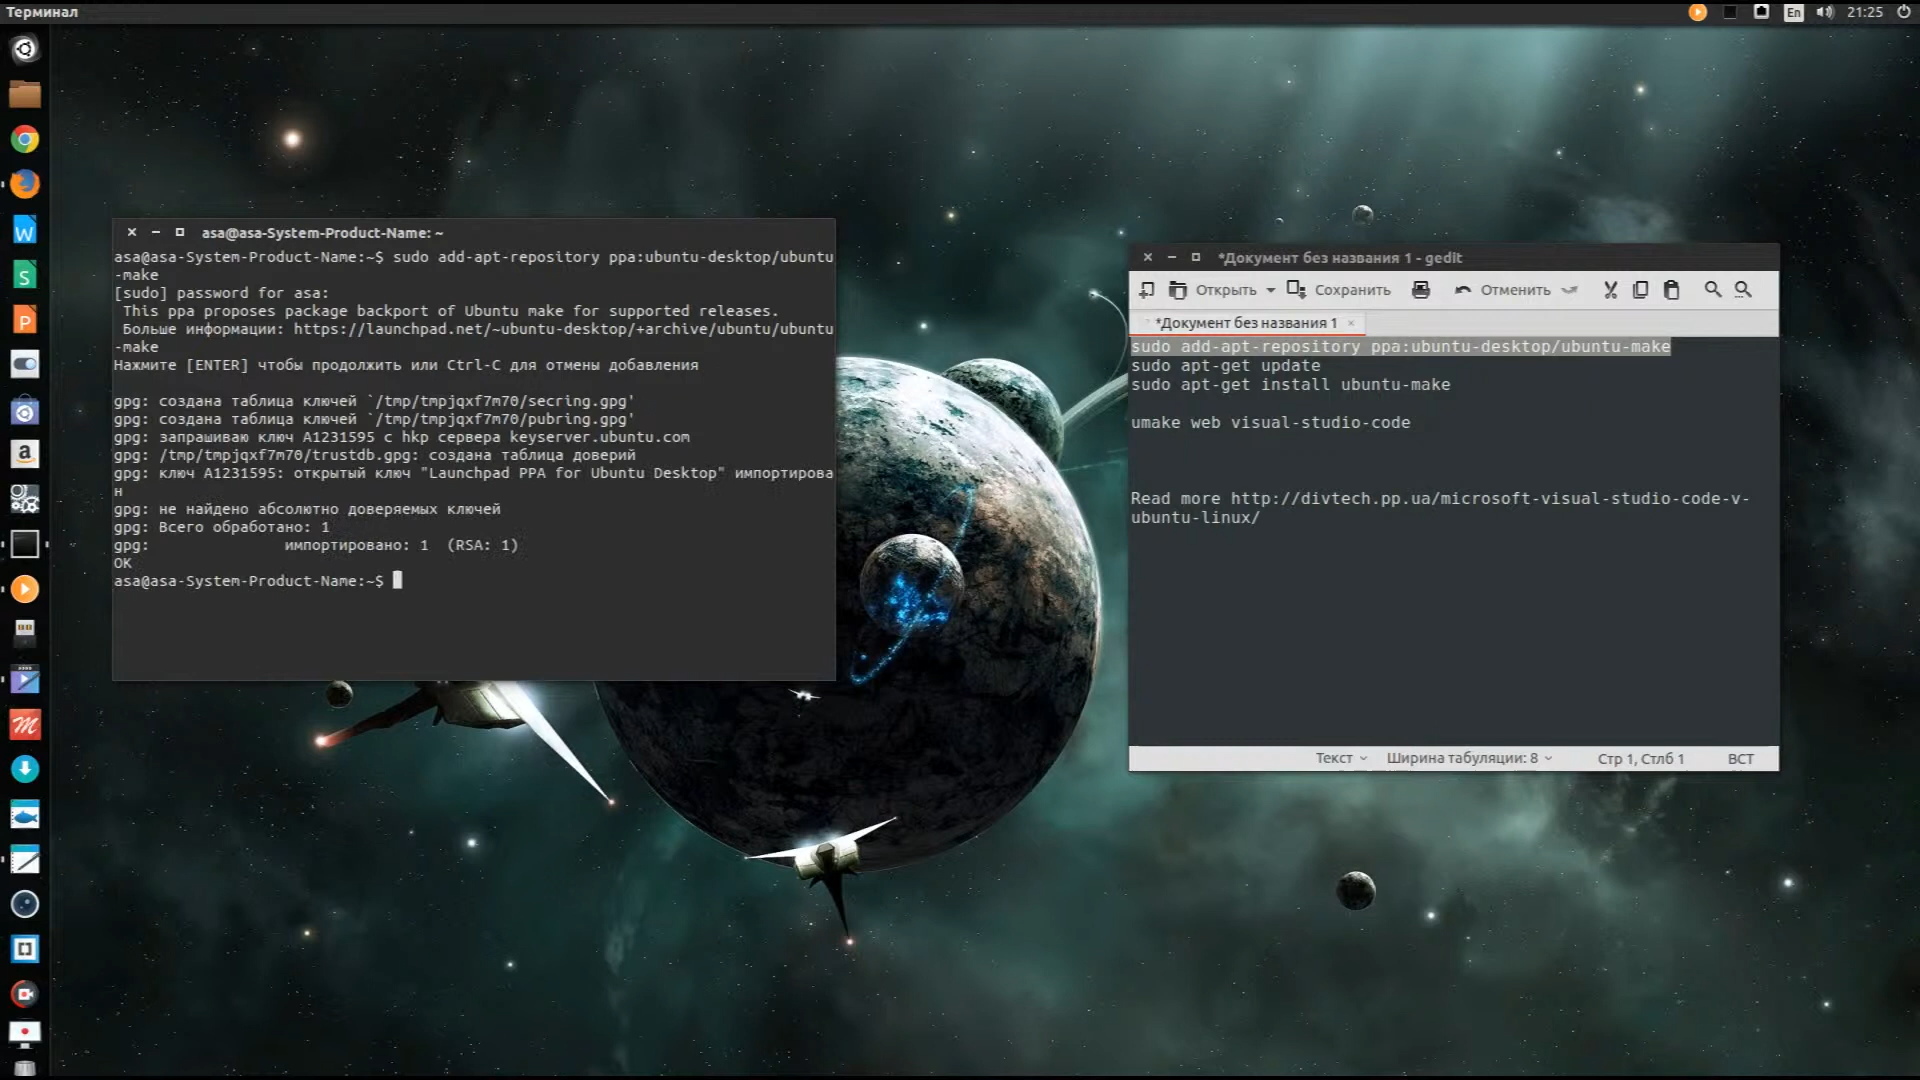 Терминал
En
21:25
asa@asa-System-Product-Name: ~
asa@asa-System-Product-Name:~$ sudo add-apt-repository ppa:ubuntu-desktop/ubuntu
-make
[sudo] password for asa:
This ppa proposes package backport of Ubuntu make for supported releases.
Больше информации: https://launchpad.net/~ubuntu-desktop/+archive/ubuntu/ubuntu
-make
Нажмите [ENTER] чтобы продолжить или Ctrl-C для отмены добавления
gpg: создана таблица ключей `/tmp/tmpjqxf7m70/secring.gpg'
gpg: создана таблица ключей `/tmp/tmpjqxf7m70/pubring.gpg'
gpg: запрашиваю ключ A1231595 с hkp сервера keyserver.ubuntu.com
gpg: /tmp/tmpjqxf7m70/trustdb.gpg: создана таблица доверий
gpg: ключ A1231595: открытый ключ "Launchpad PPA for Ubuntu Desktop" импортирова
н
gpg: не найдено абсолютно доверяемых ключей
gpg: Всего обработано: 1
gpg: импортировано: 1 (RSA: 1)
OK
asa@asa-System-Product-Name:~$
*Документ без названия 1 - gedit
Открыть Сохранить Отменить
*Документ без названия 1
sudo add-apt-repository ppa:ubuntu-desktop/ubuntu-make
sudo apt-get update
sudo apt-get install ubuntu-make
umake web visual-studio-code
Read more http://divtech.pp.ua/microsoft-visual-studio-code-v-
ubuntu-linux/
Текст Ширина табуляции: 8 Стр 1, Стлб 1 ВСТ